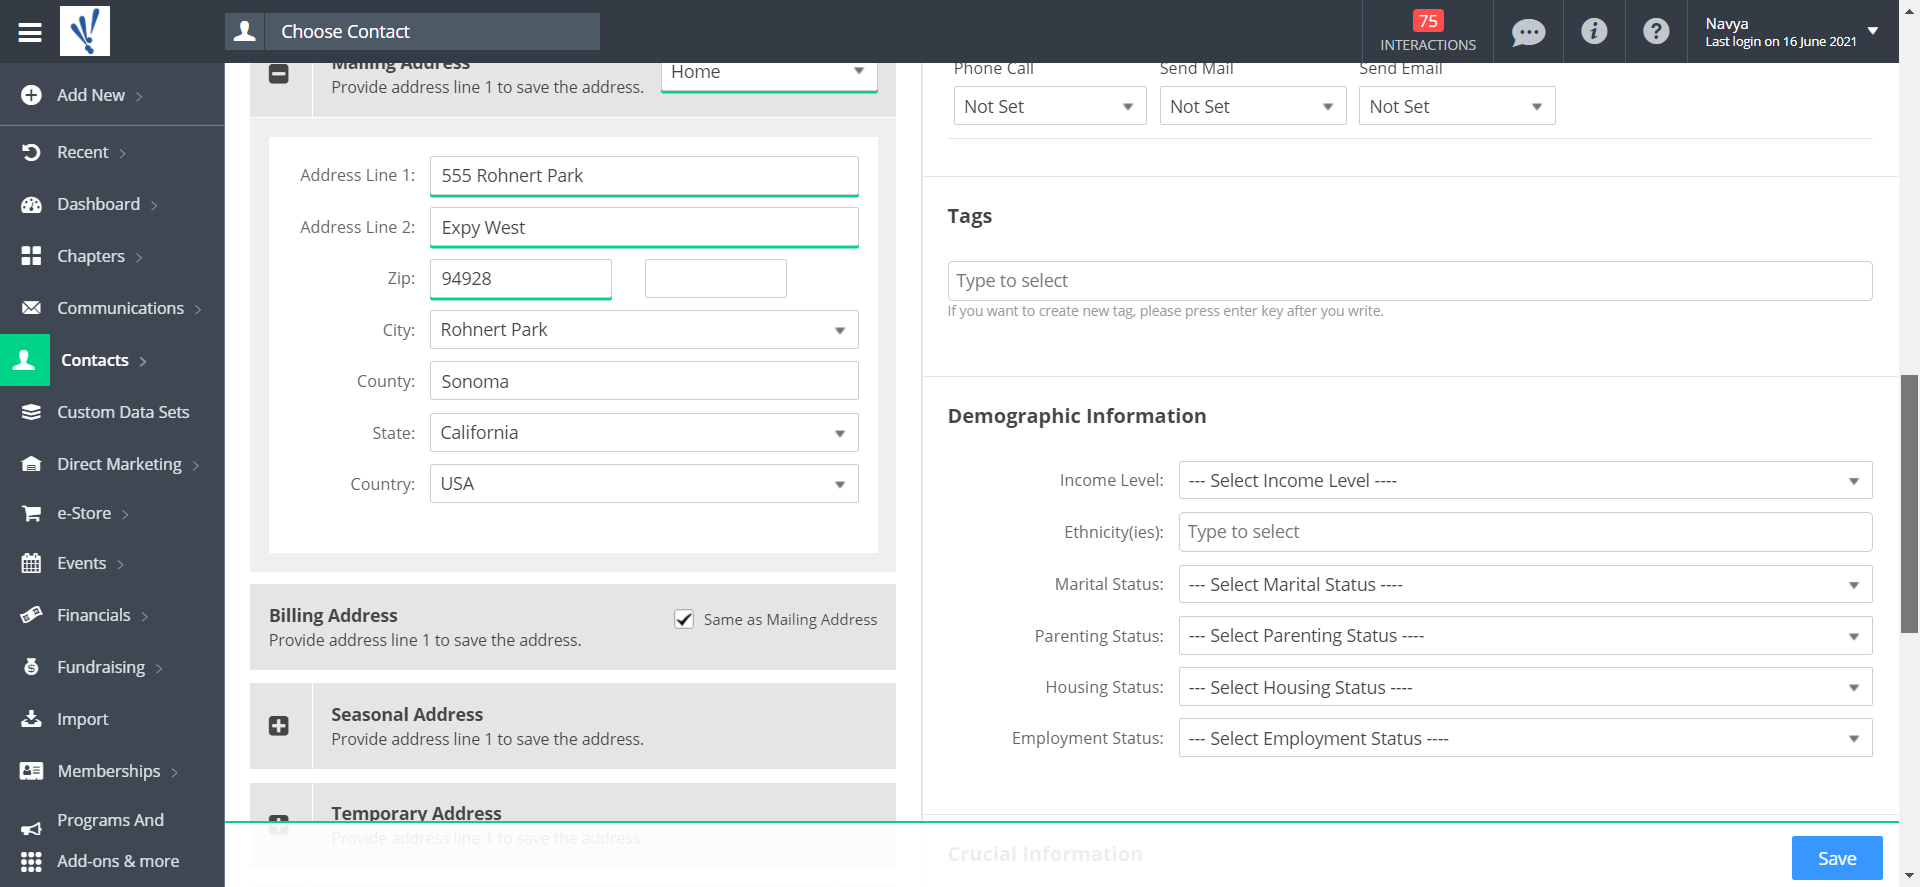 Choose Contact
75
INTERACTIONS
Navya
Last login on 16 June 2021
Add New
Recent
Dashboard
Chapters
Communications
Contacts
Custom Data Sets
Direct Marketing
e-Store
Events
Financials
Fundraising
Import
Memberships
Programs And
Add-ons & more
Mailing Address
Provide address line 1 to save the address.
Home
Address Line 1: 555 Rohnert Park
Address Line 2: Expy West
Zip: 94928
City: Rohnert Park
County: Sonoma
State: California
Country: USA
Billing Address
Provide address line 1 to save the address.
Same as Mailing Address
Seasonal Address
Provide address line 1 to save the address.
Temporary Address
Provide address line 1 to save the address.
Phone Call Send Mail Send Email
Not Set Not Set Not Set
Tags
Type to select
If you want to create new tag, please press enter key after you write.
Demographic Information
Income Level: --- Select Income Level ----
Ethnicity(ies): Type to select
Marital Status: --- Select Marital Status ----
Parenting Status: --- Select Parenting Status ----
Housing Status: --- Select Housing Status ----
Employment Status: --- Select Employment Status ----
Crucial Information
Save